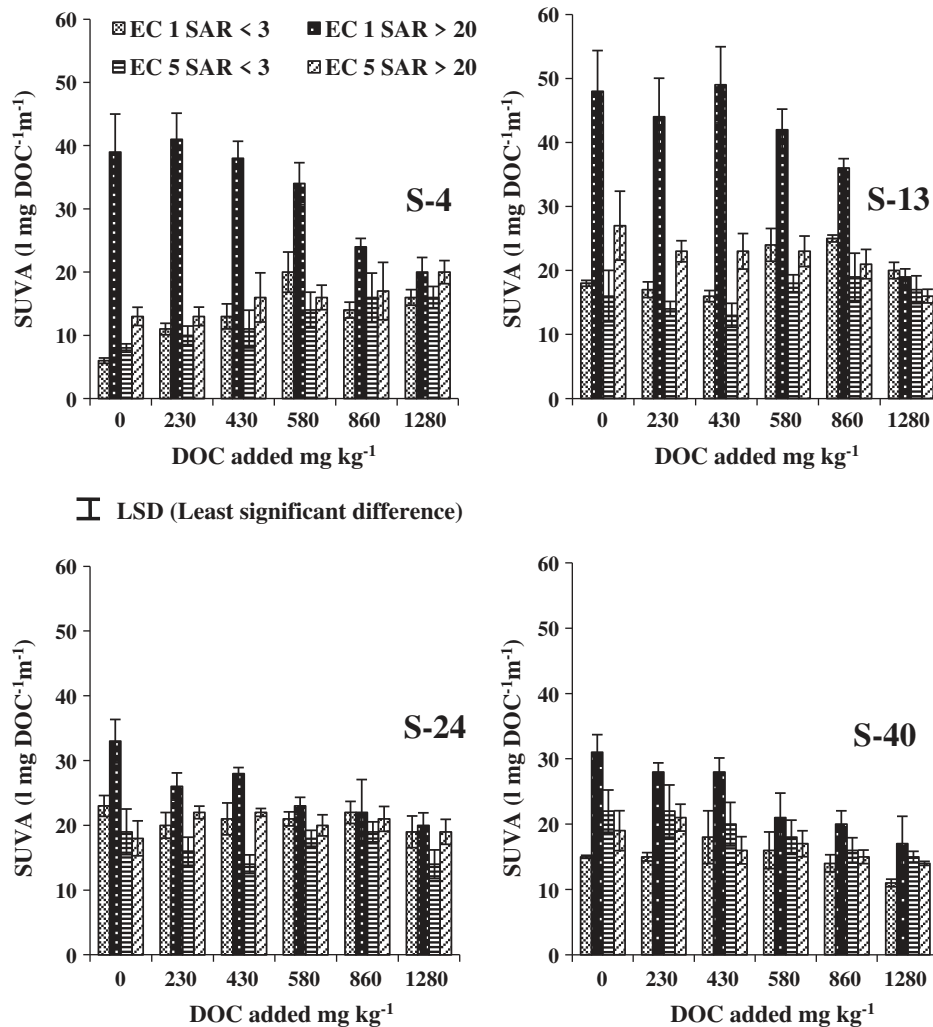 60
50
40
30
20
10
0
SUVA (l mg DOC⁻¹m⁻¹)
EC 1 SAR < 3
EC 1 SAR > 20
EC 5 SAR < 3
EC 5 SAR > 20
S-4
0 230 430 580 860 1280
DOC added mg kg⁻¹
60
50
40
30
20
10
0
SUVA (l mg DOC⁻¹m⁻¹)
S-13
0 230 430 580 860 1280
DOC added mg kg⁻¹
LSD (Least significant difference)
60
50
40
30
20
10
0
SUVA (l mg DOC⁻¹m⁻¹)
S-24
0 230 430 580 860 1280
DOC added mg kg⁻¹
60
50
40
30
20
10
0
SUVA (l mg DOC⁻¹m⁻¹)
S-40
0 230 430 580 860 1280
DOC added mg kg⁻¹